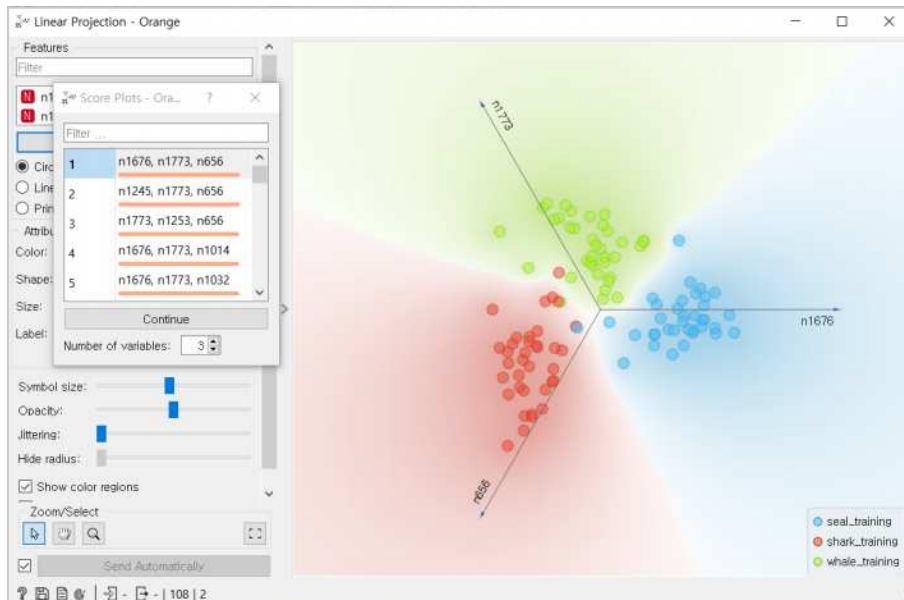 Linear Projection - Orange
Features
Filter
N n1
N n1
Score Plots - Ora... ?
Filter ...
1 n1676, n1773, n656
2 n1245, n1773, n656
3 n1773, n1253, n656
4 n1676, n1773, n1014
5 n1676, n1773, n1032
Continue
Number of variables: 3
Circ
Line
Prin
Attribu
Color:
Shape:
Size:
Label:
Symbol size:
Opacity:
Jittering:
Hide radius:
Show color regions
Zoom/Select
Send Automatically
? - - | 108 | 2
n1773
n1676
n656
seal_training
shark_training
whale_training